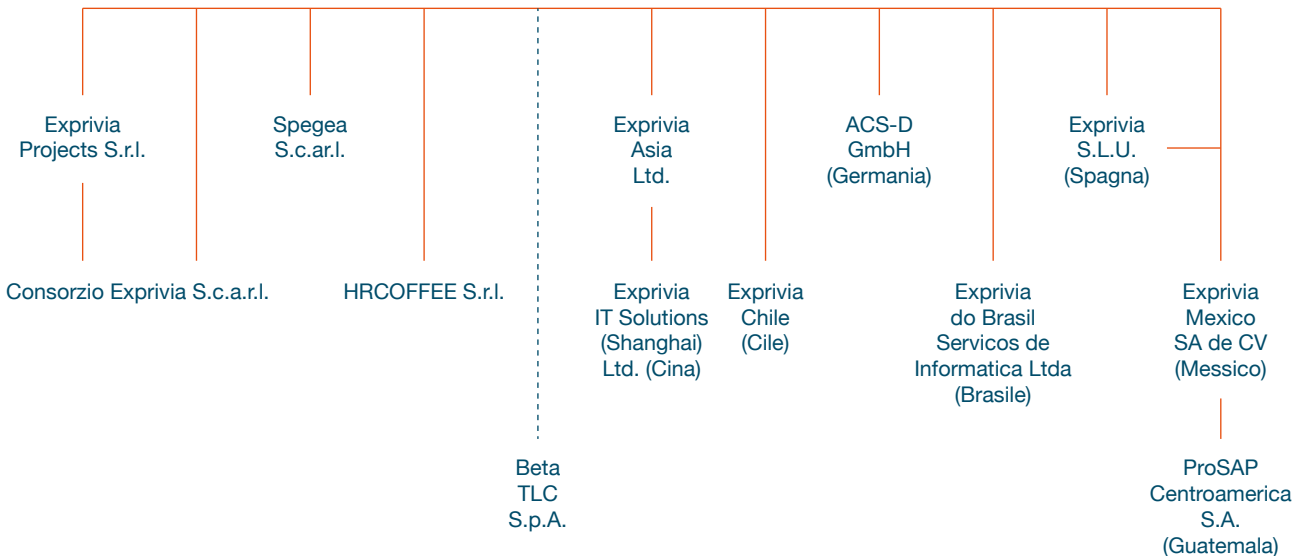 Exprivia
Projects S.r.l.
Spegea
S.c.ar.l.
Exprivia
Asia
Ltd.
ACS-D
GmbH
(Germania)
Exprivia
S.L.U.
(Spagna)
Consorzio Exprivia S.c.a.r.l.
HRCOFFEE S.r.l.
Exprivia
IT Solutions
(Shanghai)
Ltd. (Cina)
Exprivia
Chile
(Cile)
Exprivia
do Brasil
Servicos de
Informatica Ltda
(Brasile)
Exprivia
Mexico
SA de CV
(Messico)
Beta
TLC
S.p.A.
ProSAP
Centroamerica
S.A.
(Guatemala)